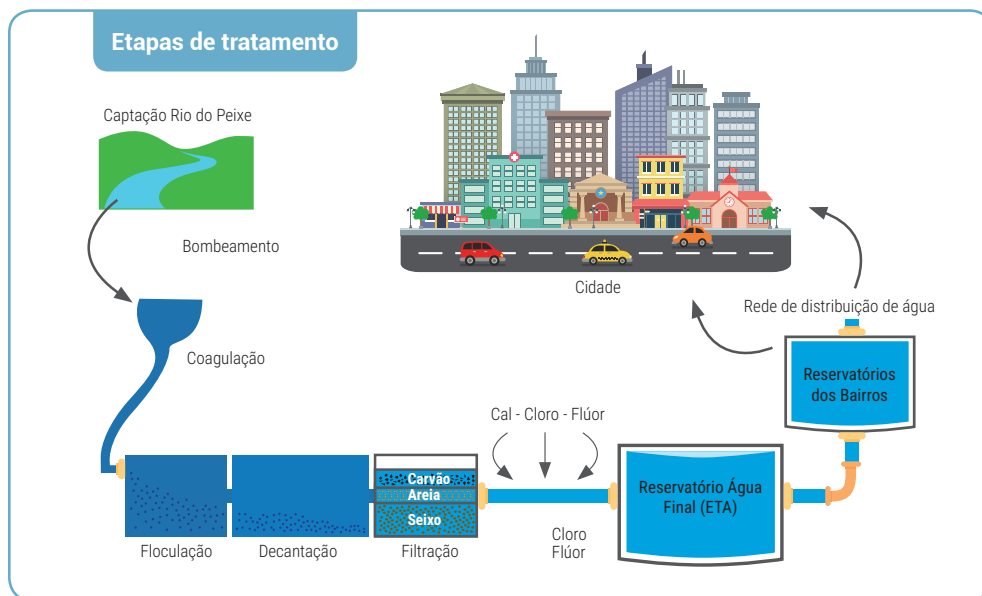 Etapas de tratamento
Captação Rio do Peixe
Bombeamento
Coagulação
Floculação
Decantação
Carvão
Areia
Seixo
Filtração
Cal - Cloro - Flúor
Cloro
Flúor
Reservatório Água
Final (ETA)
Reservatórios
dos Bairros
Rede de distribuição de água
Cidade